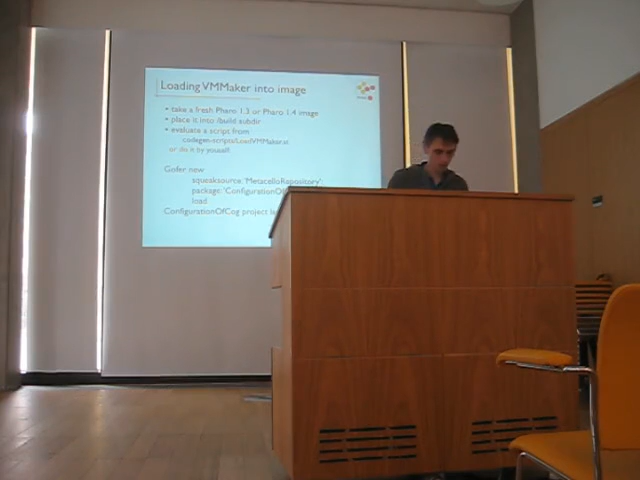 Loading VMMaker into image
• take a fresh Pharo 1.3 or Pharo 1.4 image
• place it into /build subdir
• evaluate a script from
codegen-scripts/LoadVMMaker.st
or do it by youself:
Gofer new
squeaksource: 'MetacelloRepository';
package: 'ConfigurationOf
load
ConfigurationOfCog project